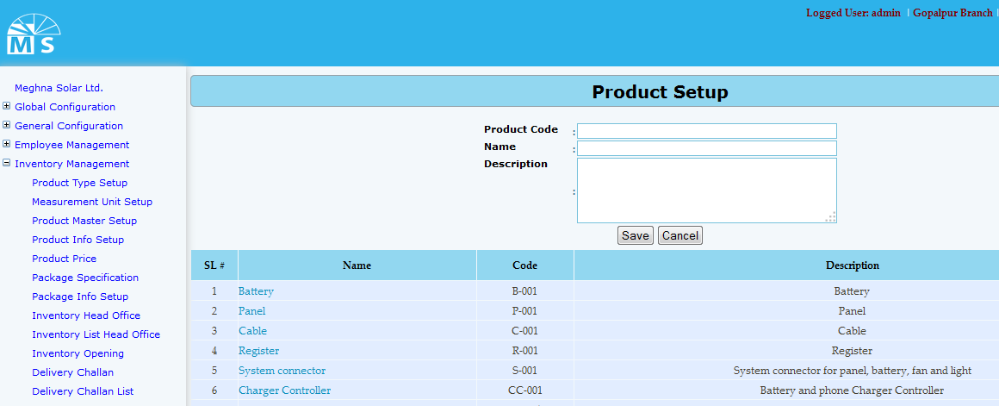 MS
Logged User: admin | Gopalpur Branch |
Meghna Solar Ltd.
Global Configuration
General Configuration
Employee Management
Inventory Management
Product Type Setup
Measurement Unit Setup
Product Master Setup
Product Info Setup
Product Price
Package Specification
Package Info Setup
Inventory Head Office
Inventory List Head Office
Inventory Opening
Delivery Challan
Delivery Challan List
Product Setup
Product Code :
Name :
Description :
Save Cancel
SL # Name Code Description
1 Battery B-001 Battery
2 Panel P-001 Panel
3 Cable C-001 Cable
4 Register R-001 Register
5 System connector S-001 System connector for panel, battery, fan and light
6 Charger Controller CC-001 Battery and phone Charger Controller